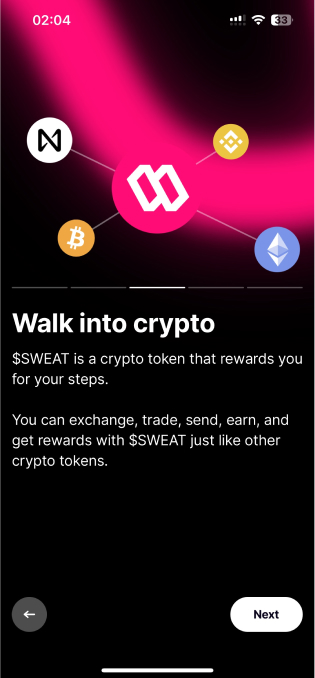 02:04
33
Walk into crypto
$SWEAT is a crypto token that rewards you
for your steps.
You can exchange, trade, send, earn, and
get rewards with $SWEAT just like other
crypto tokens.
Next